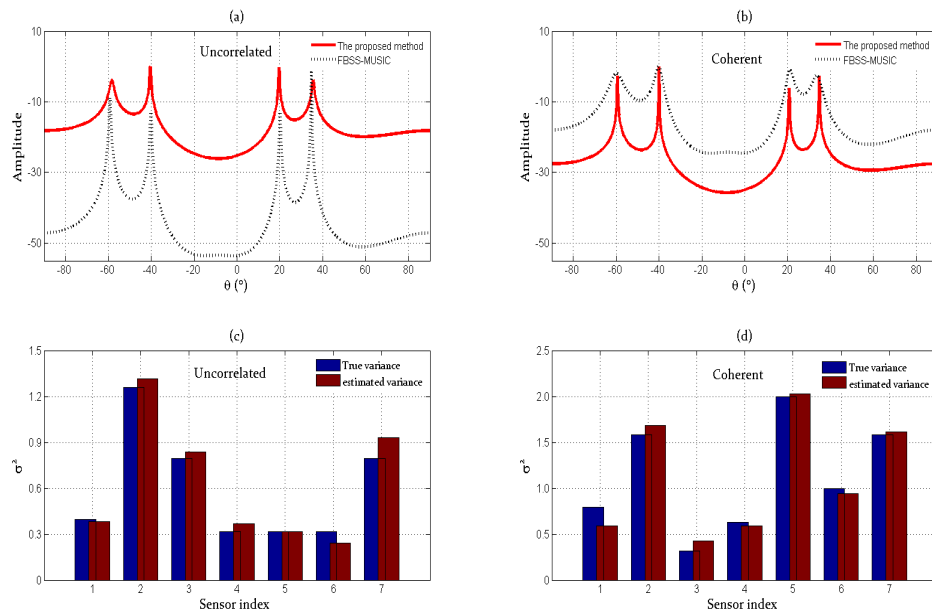 (a)
Uncorrelated
The proposed method
FBSS-MUSIC
Amplitude
-10
-30
-50
-80 -60 -40 -20 0 20 40 60 80
θ (°)
(b)
Coherent
The proposed method
FBSS-MUSIC
Amplitude
-10
-30
-50
-80 -60 -40 -20 0 20 40 60 80
θ (°)
(c)
Uncorrelated
True variance
estimated variance
σ²
1.5
1.2
0.9
0.6
0.3
0
1 2 3 4 5 6 7
Sensor index
(d)
Coherent
True variance
estimated variance
σ²
2.5
2.0
1.5
1.0
0.5
0
1 2 3 4 5 6 7
Sensor index